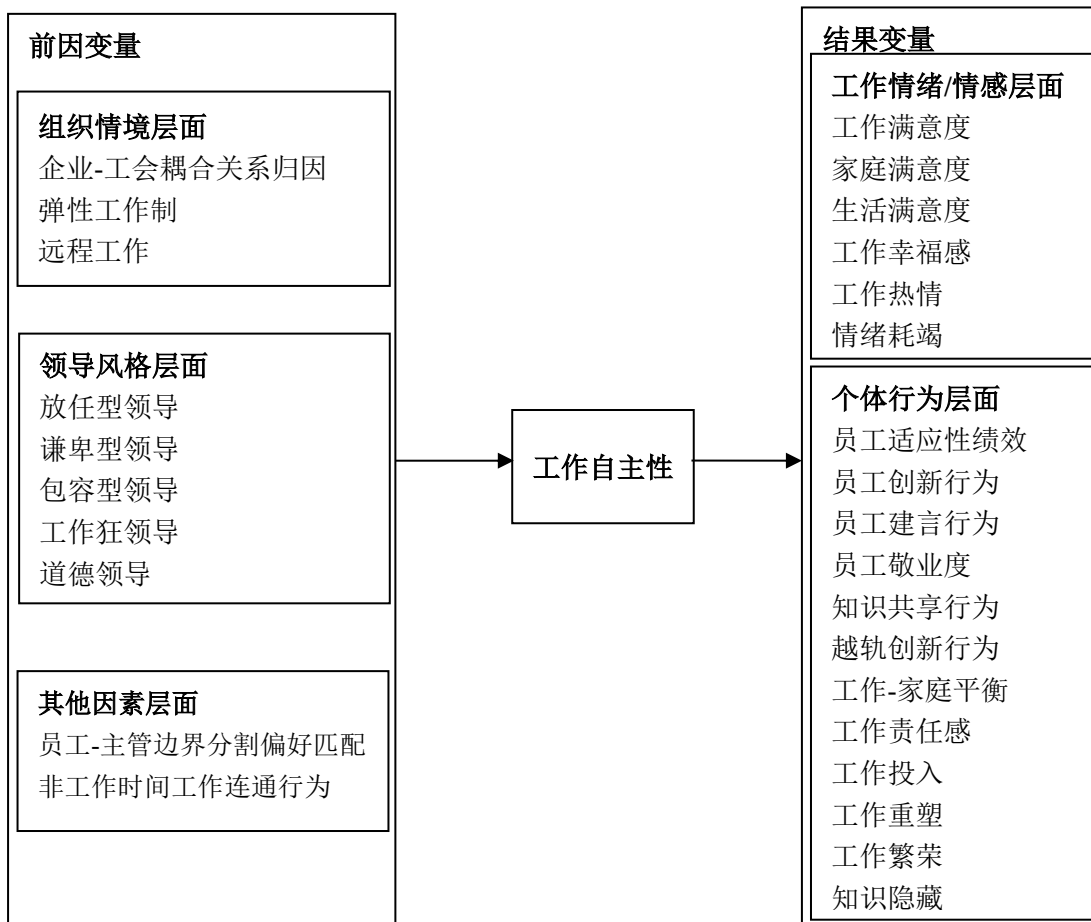 前因变量
组织情境层面
企业-工会耦合关系归因
弹性工作制
远程工作
领导风格层面
放任型领导
谦卑型领导
包容型领导
工作狂领导
道德领导
其他因素层面
员工-主管边界分割偏好匹配
非工作时间工作连通行为
工作自主性
结果变量
工作情绪/情感层面
工作满意度
家庭满意度
生活满意度
工作幸福感
工作热情
情绪耗竭
个体行为层面
员工适应性绩效
员工创新行为
员工建言行为
员工敬业度
知识共享行为
越轨创新行为
工作-家庭平衡
工作责任感
工作投入
工作重塑
工作繁荣
知识隐藏